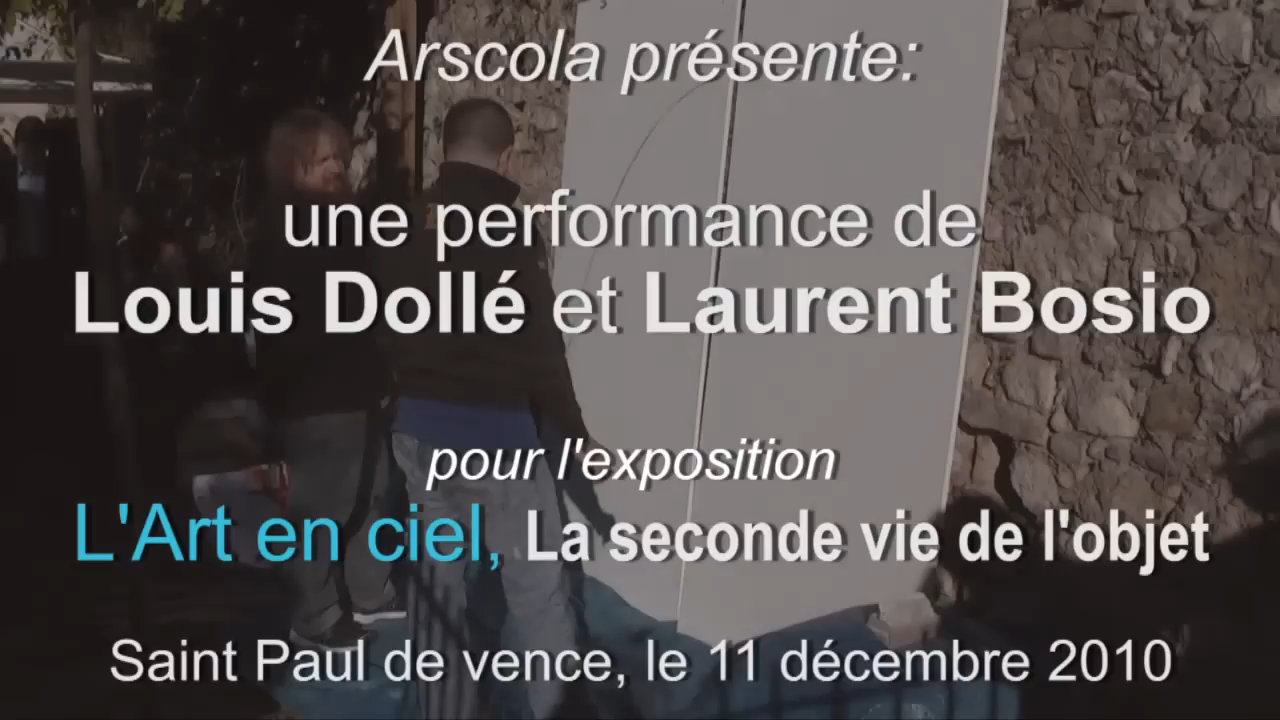 Arscola présente:
une performance de
Louis Dollé et Laurent Bosio
pour l'exposition
L'Art en ciel, La seconde vie de l'objet
Saint Paul de vence, le 11 décembre 2010